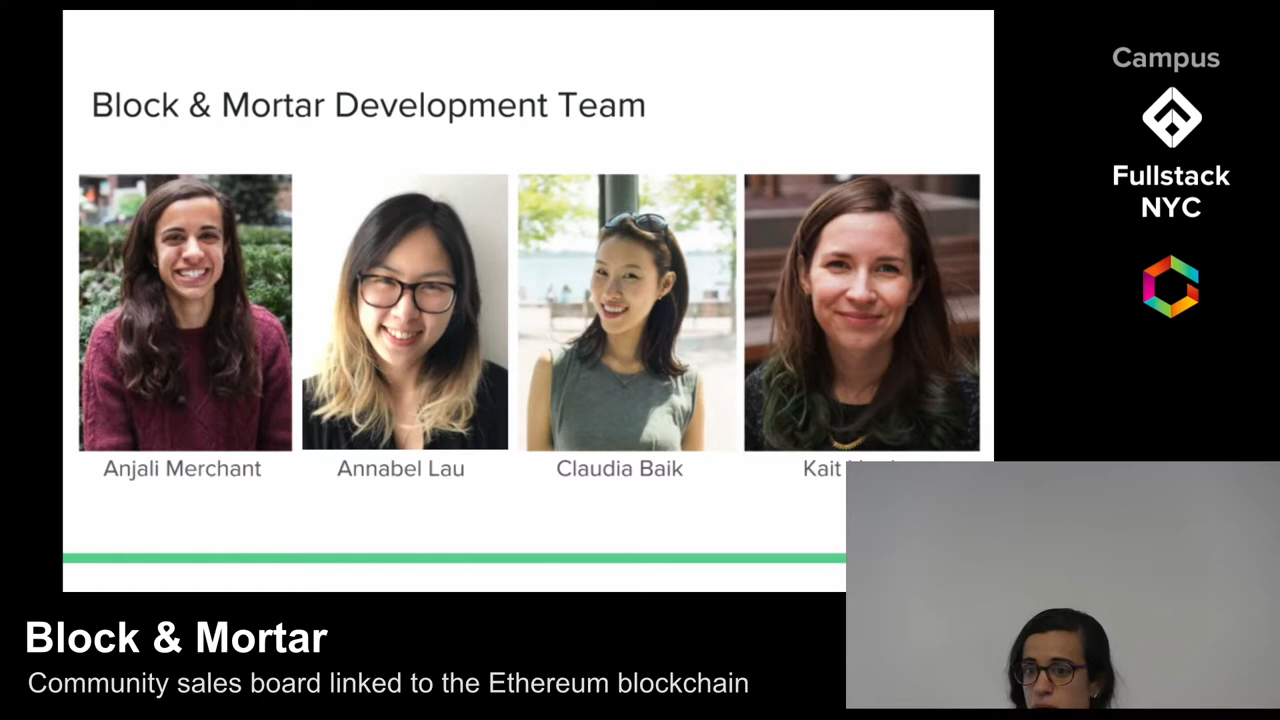 Campus
Fullstack
NYC
Block & Mortar Development Team
Anjali Merchant
Annabel Lau
Claudia Baik
Kait
Block & Mortar
Community sales board linked to the Ethereum blockchain